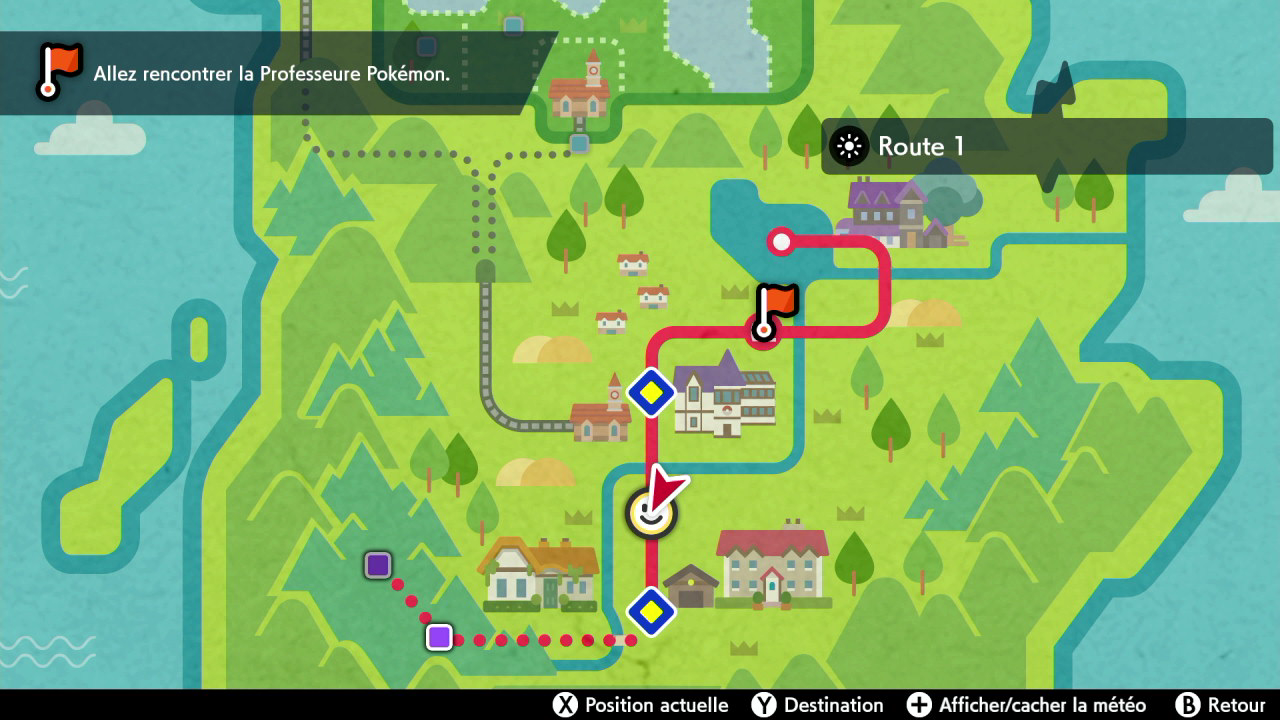 Allez rencontrer la Professeure Pokémon.
Route 1
X Position actuelle Y Destination + Afficher/cacher la météo B Retour